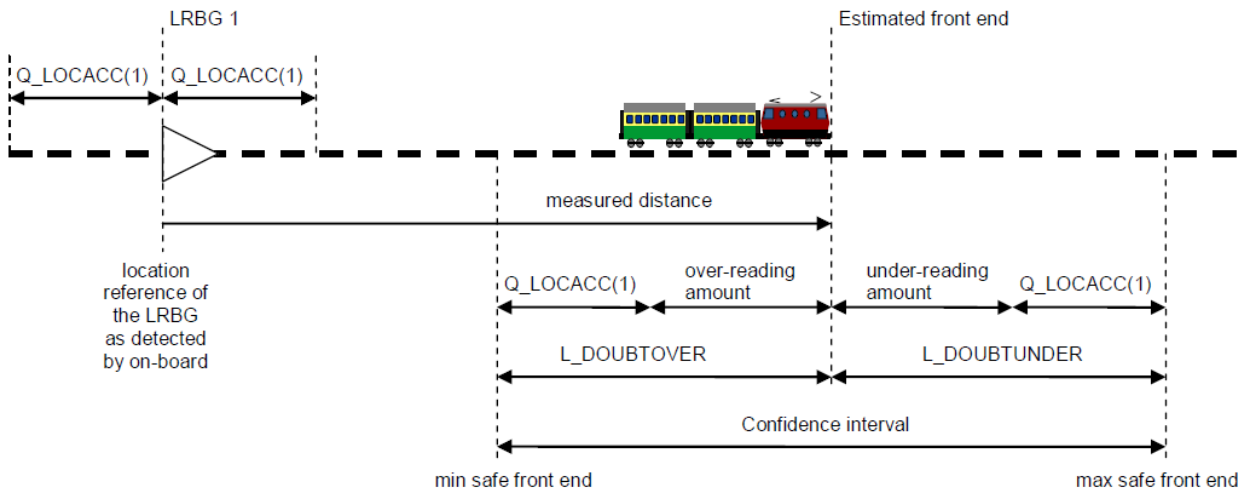 LRBG 1
Estimated front end
Q_LOCACC(1)
Q_LOCACC(1)
< >
measured distance
location
reference of
the LRBG
as detected
by on-board
Q_LOCACC(1)
over-reading
amount
under-reading
amount
Q_LOCACC(1)
L_DOUBTOVER
L_DOUBTUNDER
Confidence interval
min safe front end
max safe front end